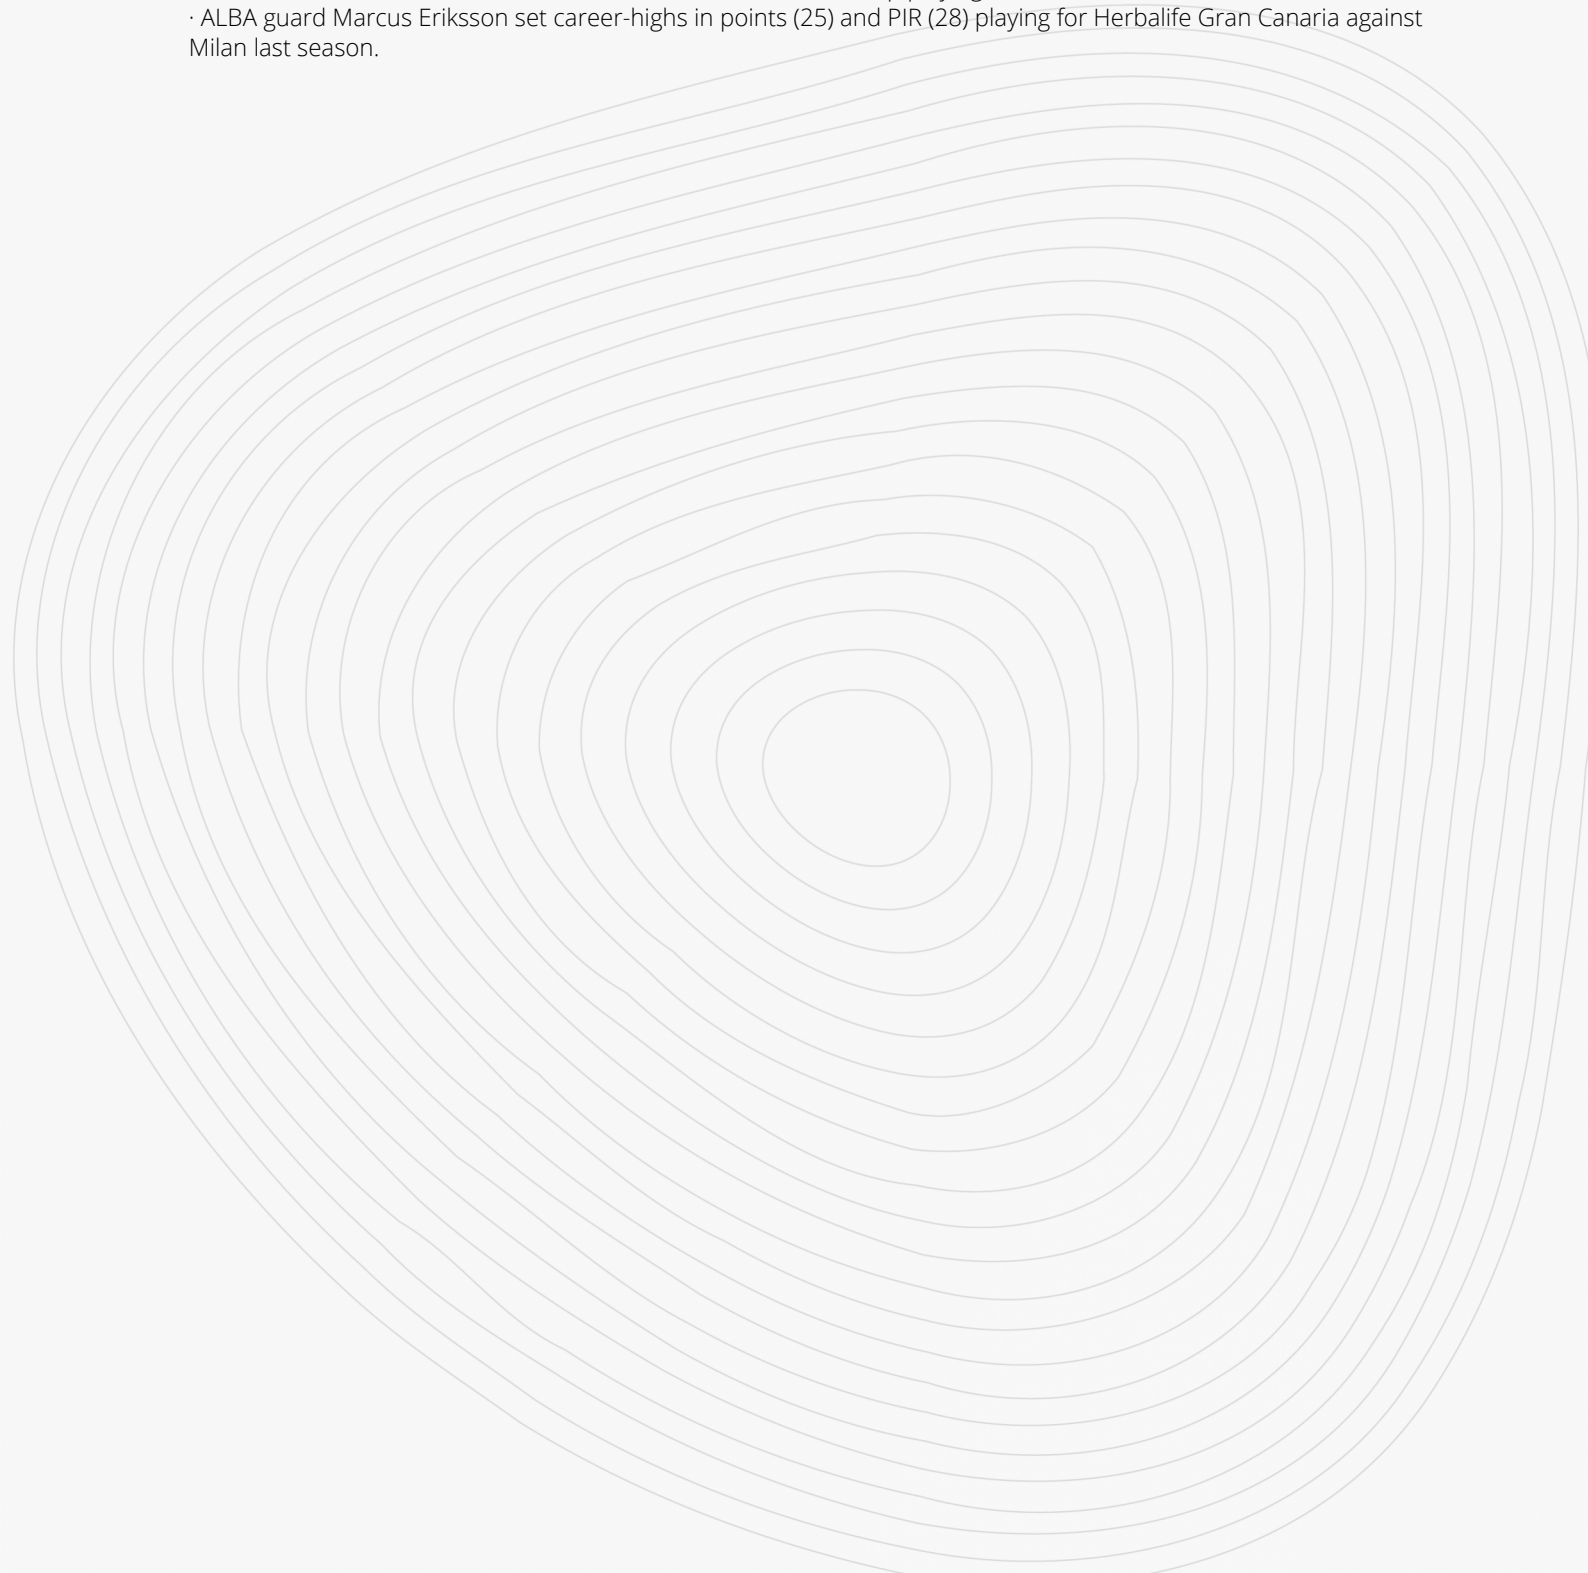 · ALBA guard Marcus Eriksson set career-highs in points (25) and PIR (28) playing for Herbalife Gran Canaria against
Milan last season.